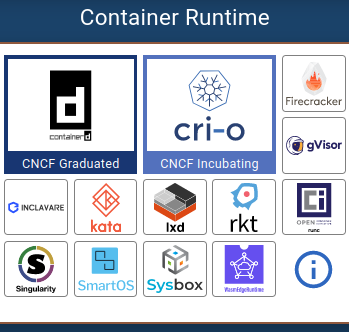 Container Runtime
d
containerd
cri-o
Firecracker
gVisor
CNCF Graduated
CNCF Incubating
INCLAVARE
kata
lxd
rkt
OPEN
runc
S
Singularity
SmartOS
Sysbox
WasmEdgeRuntime
i